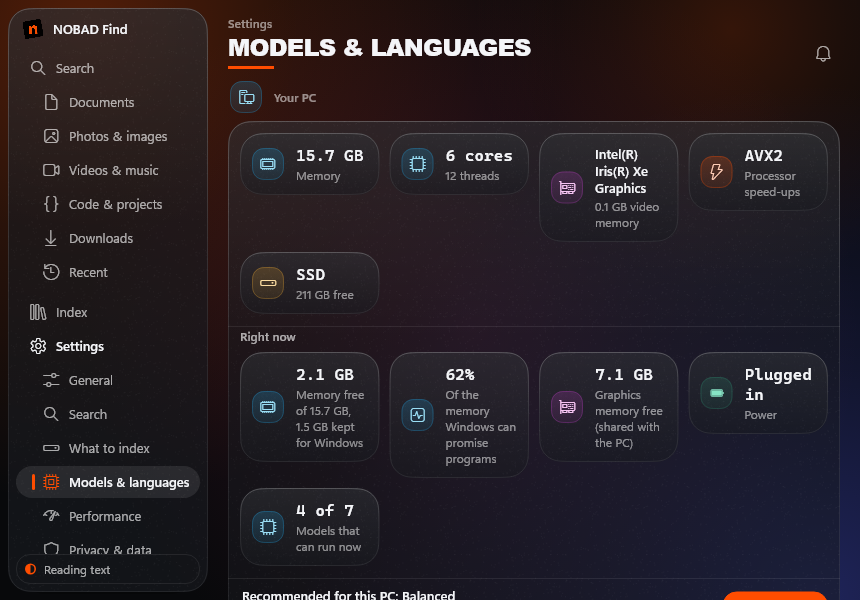 NOBAD Find
Search
Documents
Photos & images
Videos & music
Code & projects
Downloads
Recent
Index
Settings
General
Search
What to index
Models & languages
Performance
Privacy & data
Reading text
Settings
MODELS & LANGUAGES
Your PC
15.7 GB
Memory
6 cores
12 threads
Intel(R)
Iris(R) Xe
Graphics
0.1 GB video
memory
AVX2
Processor
speed-ups
SSD
211 GB free
Right now
2.1 GB
Memory free
of 15.7 GB,
1.5 GB kept
for Windows
62%
Of the
memory
Windows can
promise
programs
7.1 GB
Graphics
memory free
(shared with
the PC)
Plugged
in
Power
4 of 7
Models that
can run now
Recommended for this PC: Balanced